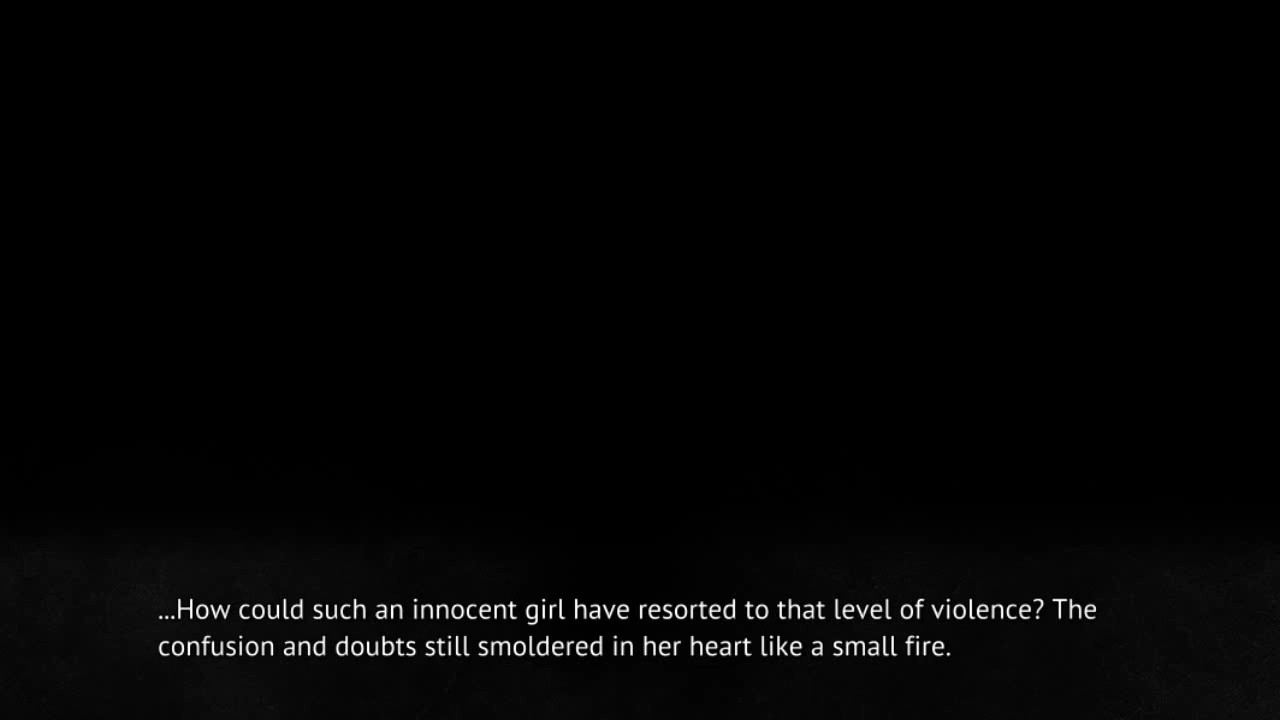 ...How could such an innocent girl have resorted to that level of violence? The
confusion and doubts still smoldered in her heart like a small fire.